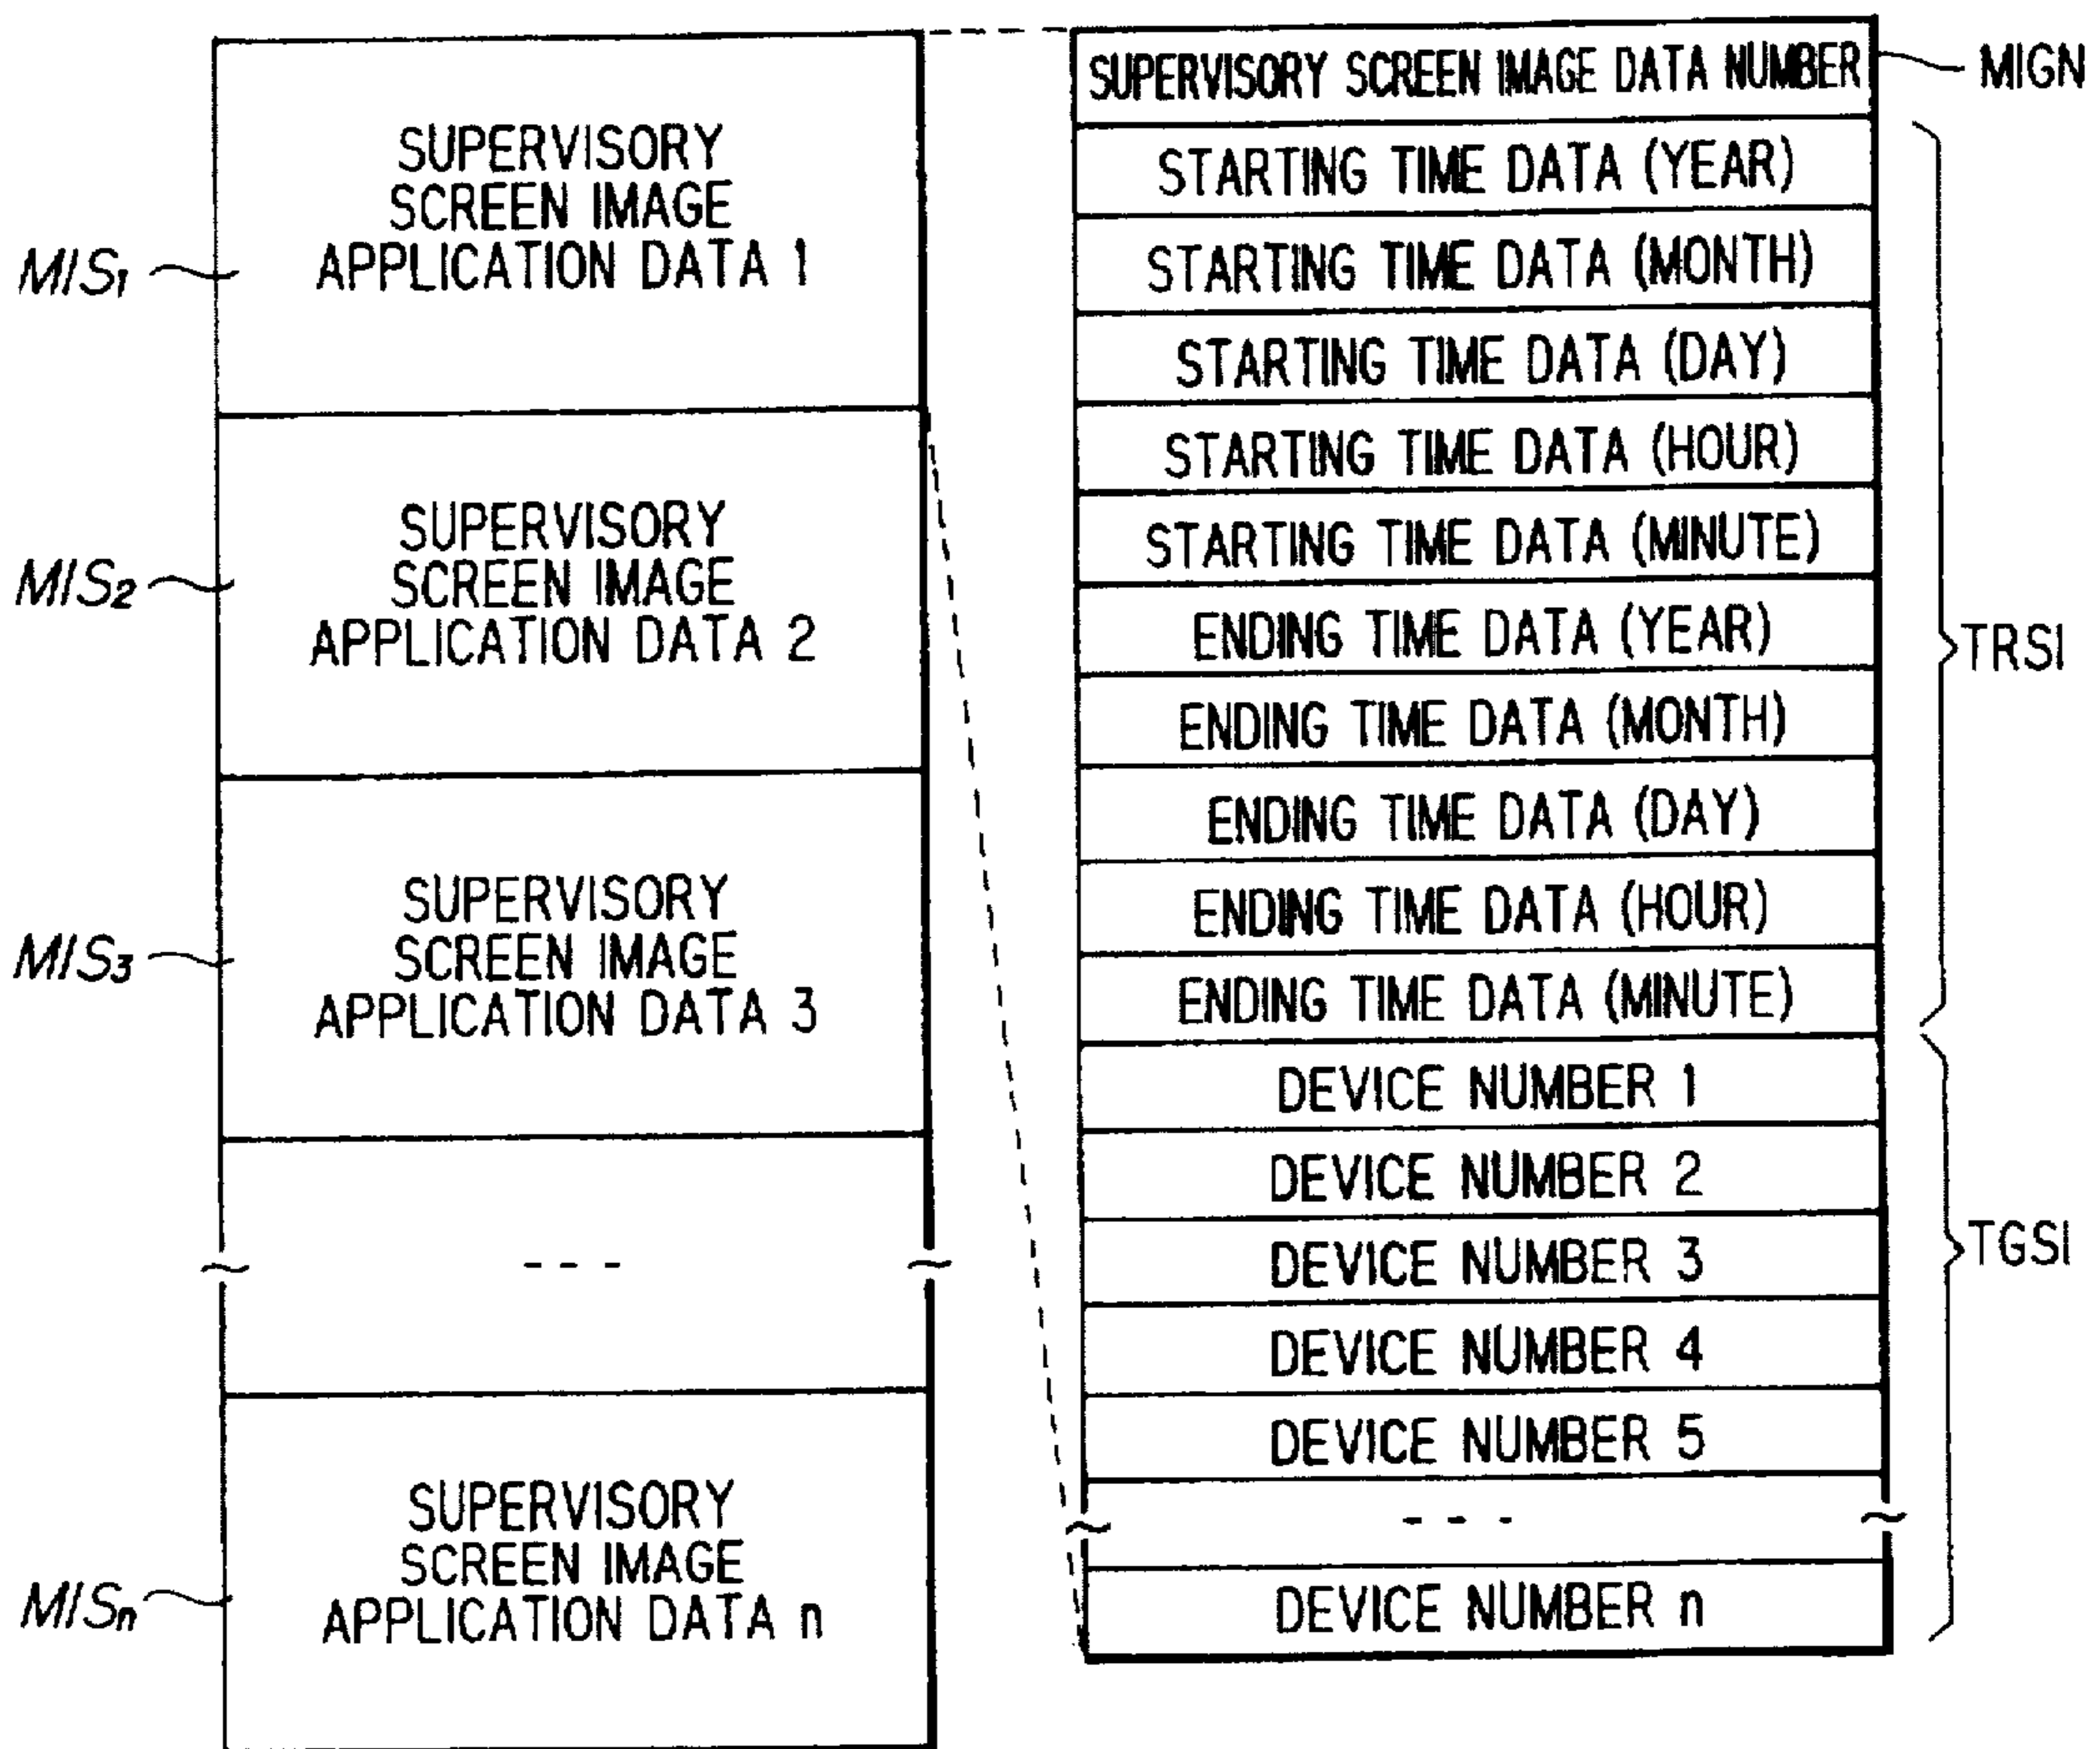 MIS1
SUPERVISORY
SCREEN IMAGE
APPLICATION DATA 1
MIS2
SUPERVISORY
SCREEN IMAGE
APPLICATION DATA 2
MIS3
SUPERVISORY
SCREEN IMAGE
APPLICATION DATA 3
- - -
MISn
SUPERVISORY
SCREEN IMAGE
APPLICATION DATA n
SUPERVISORY SCREEN IMAGE DATA NUMBER
MIGN
STARTING TIME DATA (YEAR)
STARTING TIME DATA (MONTH)
STARTING TIME DATA (DAY)
STARTING TIME DATA (HOUR)
STARTING TIME DATA (MINUTE)
ENDING TIME DATA (YEAR)
ENDING TIME DATA (MONTH)
ENDING TIME DATA (DAY)
ENDING TIME DATA (HOUR)
ENDING TIME DATA (MINUTE)
TRSI
DEVICE NUMBER 1
DEVICE NUMBER 2
DEVICE NUMBER 3
DEVICE NUMBER 4
DEVICE NUMBER 5
- - -
DEVICE NUMBER n
TGSI